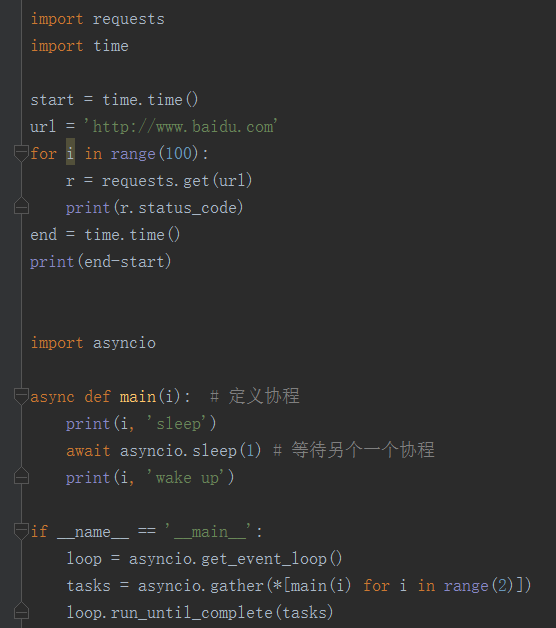 import requests
import time

start = time.time()
url = 'http://www.baidu.com'
for i in range(100):
    r = requests.get(url)
    print(r.status_code)
end = time.time()
print(end-start)


import asyncio

async def main(i):  # 定义协程
    print(i, 'sleep')
    await asyncio.sleep(1) # 等待另个一个协程
    print(i, 'wake up')

if __name__ == '__main__':
    loop = asyncio.get_event_loop()
    tasks = asyncio.gather(*[main(i) for i in range(2)])
    loop.run_until_complete(tasks)